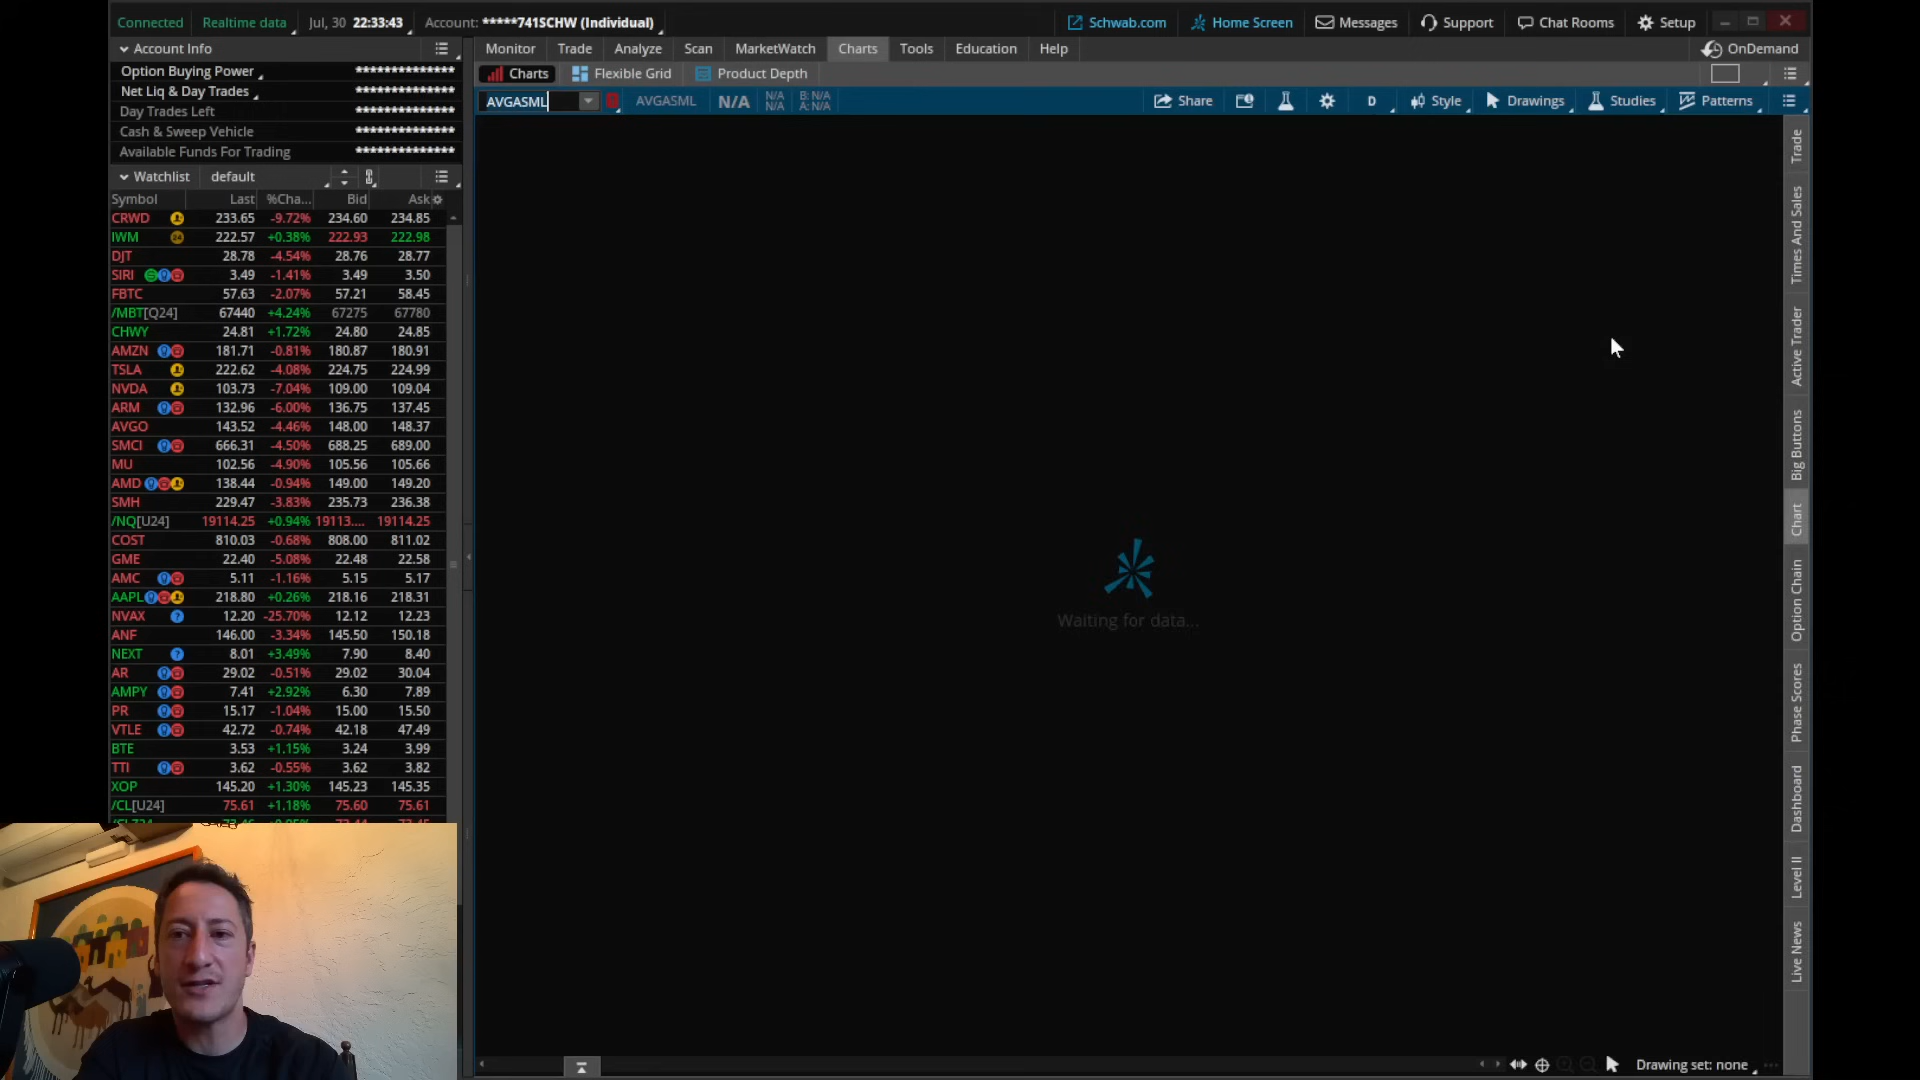 Connected Realtime data Jul, 30 22:33:43 Account: *****741SCHW (Individual) Schwab.com Home Screen Messages Support Chat Rooms Setup
Account Info
Monitor Trade Analyze Scan MarketWatch Charts Tools Education Help OnDemand
Option Buying Power **************
Net Liq & Day Trades **************
Day Trades Left **************
Cash & Sweep Vehicle **************
Available Funds For Trading **************
Charts Flexible Grid Product Depth
AVGASML AVGASML N/A N/A N/A B: N/A A: N/A Share D Style Drawings Studies Patterns
Watchlist default
Symbol Last %Cha... Bid Ask
CRWD 233.65 -9.72% 234.60 234.85
IWM 222.57 +0.38% 222.93 222.98
DJT 28.78 -4.54% 28.76 28.77
SIRI 3.49 -1.41% 3.49 3.50
FBTC 57.63 -2.07% 57.21 58.45
/MBT[Q24] 67440 +4.24% 67275 67780
CHWY 24.81 +1.72% 24.80 24.85
AMZN 181.71 -0.81% 180.87 180.91
TSLA 222.62 -4.08% 224.75 224.99
NVDA 103.73 -7.04% 109.00 109.04
ARM 132.96 -6.00% 136.75 137.45
AVGO 143.52 -4.46% 148.00 148.37
SMCI 666.31 -4.50% 688.25 689.00
MU 102.56 -4.90% 105.56 105.66
AMD 138.44 -0.94% 149.00 149.20
SMH 229.47 -3.83% 235.73 236.38
/NQ[U24] 19114.25 +0.94% 19113.... 19114.25
COST 810.03 -0.68% 808.00 811.02
GME 22.40 -5.08% 22.48 22.58
AMC 5.11 -1.16% 5.15 5.17
AAPL 218.80 +0.26% 218.16 218.31
NVAX 12.20 -25.70% 12.12 12.23
ANF 146.00 -3.34% 145.50 150.18
NEXT 8.01 +3.49% 7.90 8.40
AR 29.02 -0.51% 29.02 30.04
AMPY 7.41 +2.92% 6.30 7.89
PR 15.17 -1.04% 15.00 15.50
VTLE 42.72 -0.74% 42.18 47.49
BTE 3.53 +1.15% 3.24 3.99
TTI 3.62 -0.55% 3.62 3.82
XOP 145.20 +1.30% 145.23 145.35
/CL[U24] 75.61 +1.18% 75.60 75.61
Waiting for data...
Trade
Times And Sales
Active Trader
Big Buttons
Chart
Option Chain
Phase Scores
Dashboard
Level II
Live News
Drawing set: none